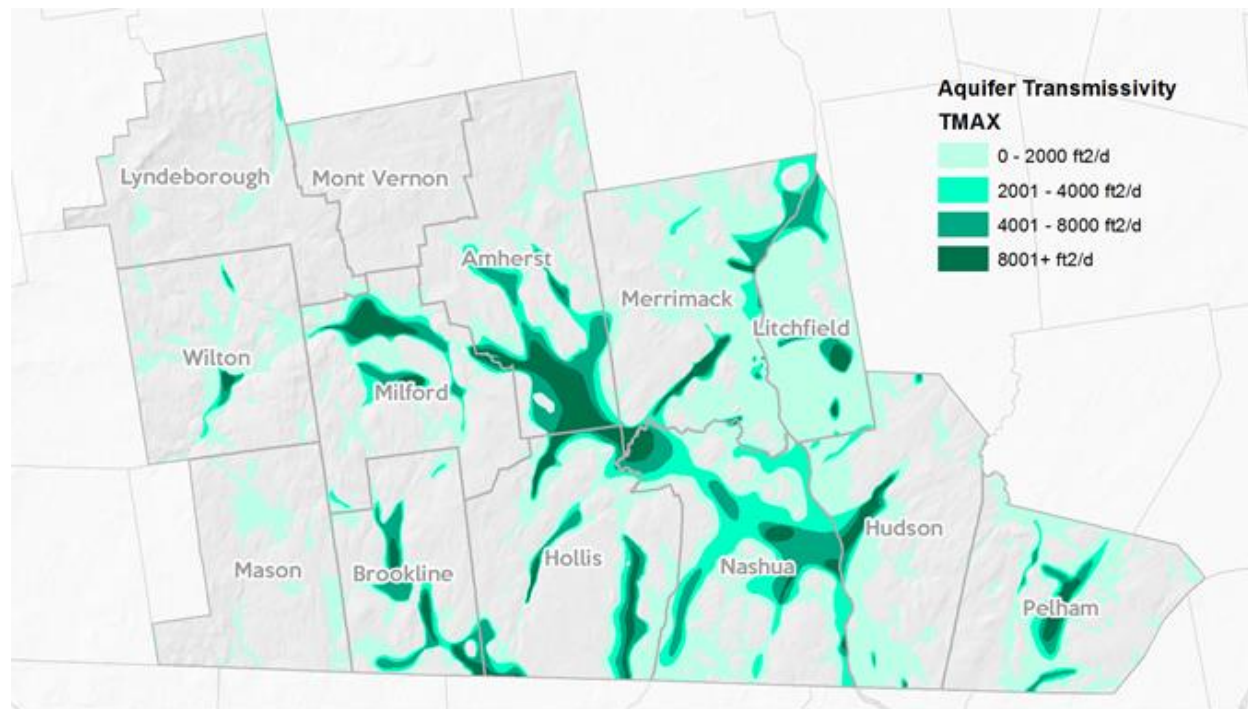 Aquifer Transmissivity
TMAX
0 - 2000 ft2/d
2001 - 4000 ft2/d
4001 - 8000 ft2/d
8001+ ft2/d
Lyndeborough
Mont Vernon
Amherst
Merrimack
Litchfield
Wilton
Milford
Hudson
Hollis
Nashua
Mason
Brookline
Pelham